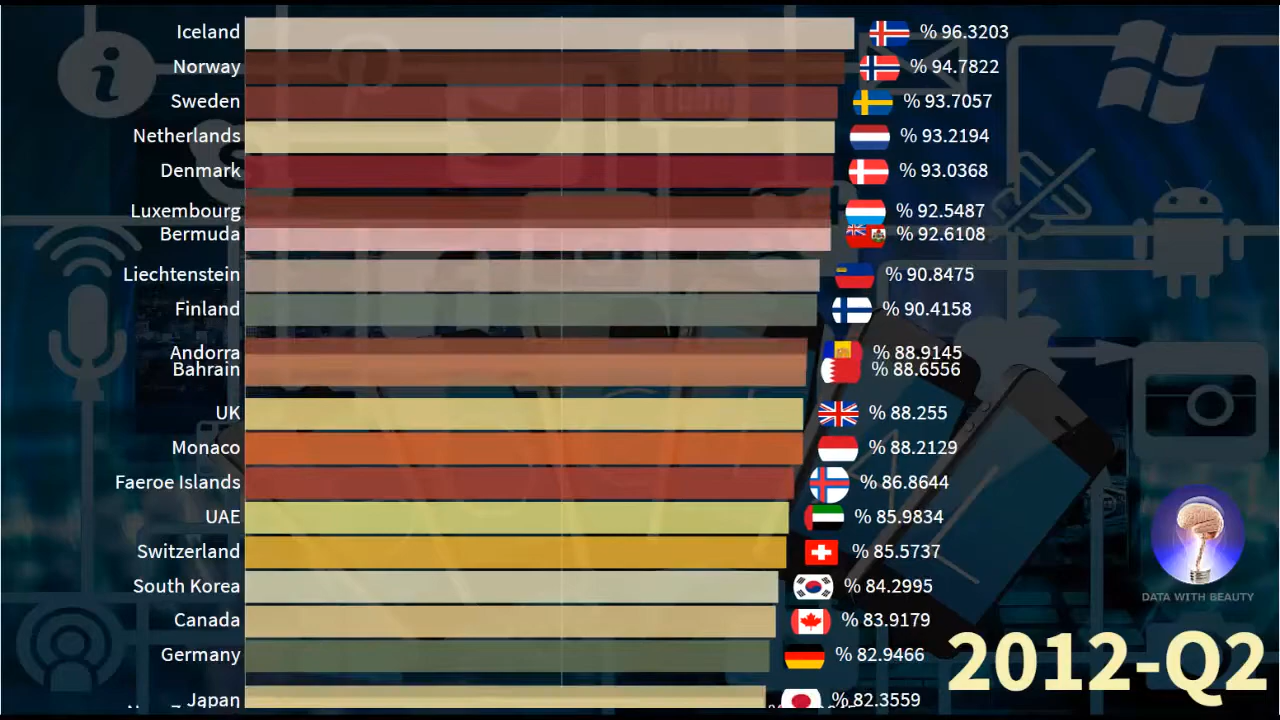 Iceland % 96.3203
Norway % 94.7822
Sweden % 93.7057
Netherlands % 93.2194
Denmark % 93.0368
Luxembourg % 92.5487
Bermuda % 92.6108
Liechtenstein % 90.8475
Finland % 90.4158
Andorra % 88.9145
Bahrain % 88.6556
UK % 88.255
Monaco % 88.2129
Faeroe Islands % 86.8644
UAE % 85.9834
Switzerland % 85.5737
South Korea % 84.2995
Canada % 83.9179
Germany % 82.9466
Japan % 82.3559
DATA WITH BEAUTY
2012-Q2